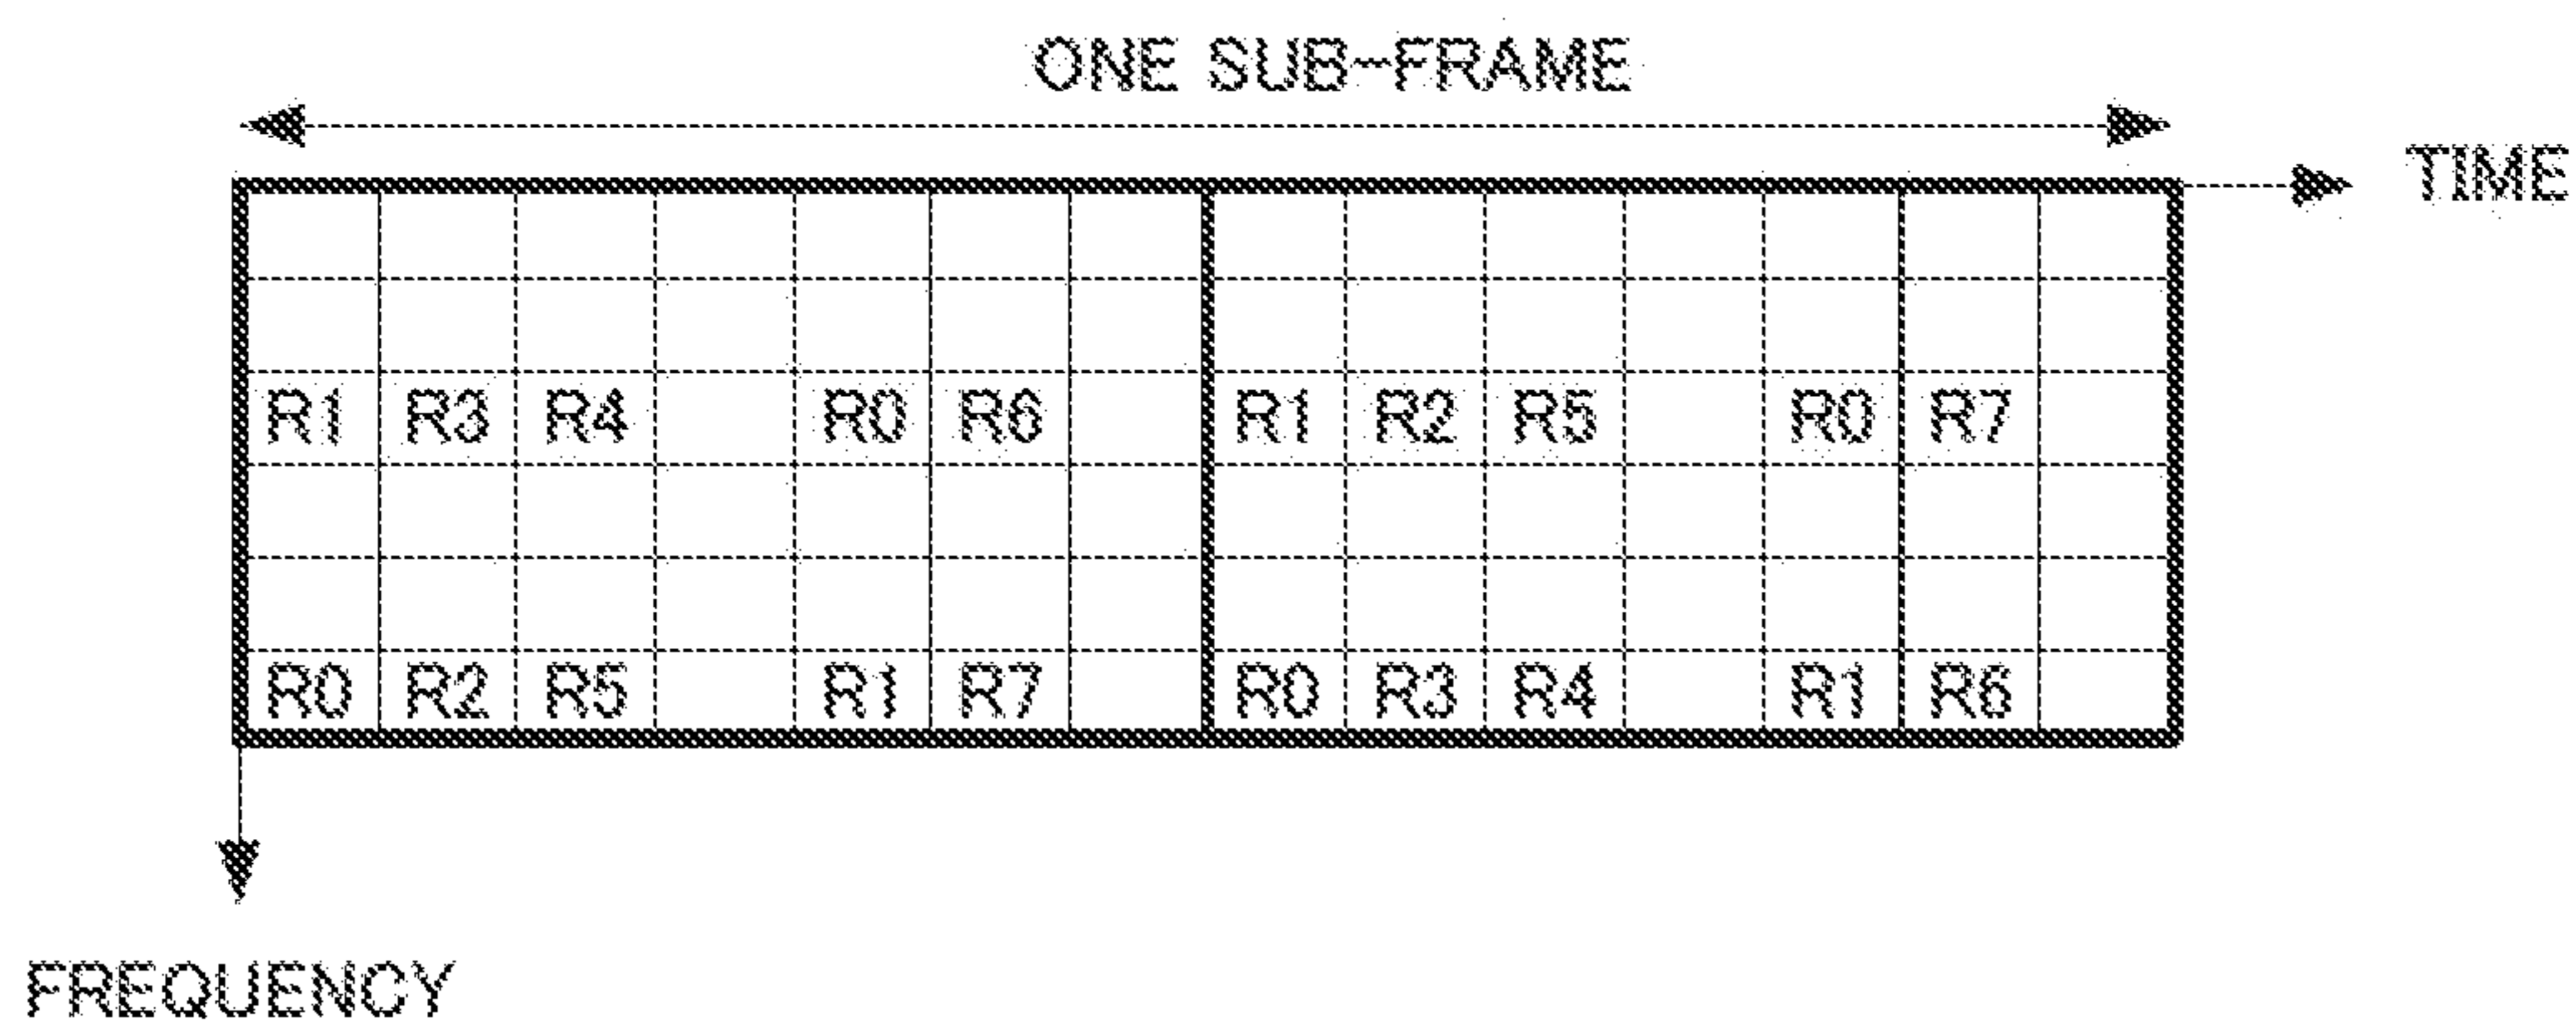 ONE SUB-FRAME
TIME
R1 R3 R4 R0 R6 R1 R2 R5 R0 R7
R0 R2 R5 R1 R7 R0 R3 R4 R1 R6
FREQUENCY